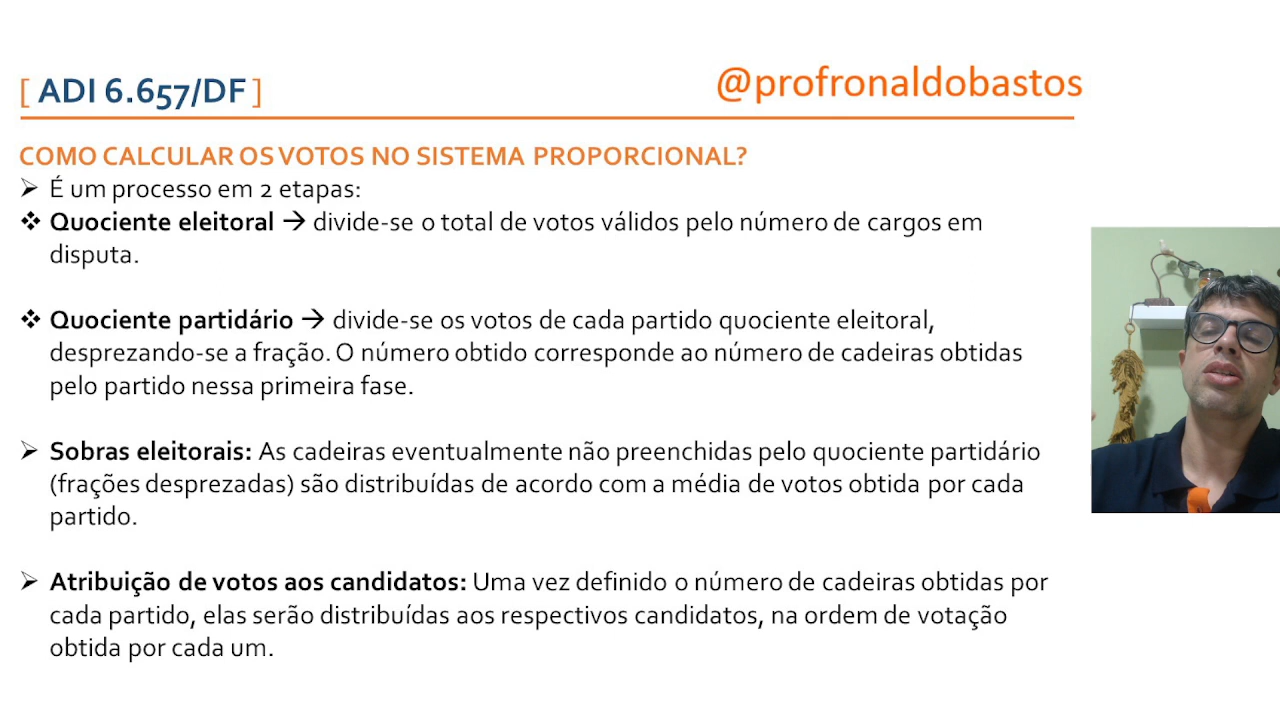 [ ADI 6.657/DF ]
@profronaldobastos
COMO CALCULAR OS VOTOS NO SISTEMA PROPORCIONAL?
➢ É um processo em 2 etapas:
❖ Quociente eleitoral → divide-se o total de votos válidos pelo número de cargos em
disputa.
❖ Quociente partidário → divide-se os votos de cada partido quociente eleitoral,
desprezando-se a fração. O número obtido corresponde ao número de cadeiras obtidas
pelo partido nessa primeira fase.
➢ Sobras eleitorais: As cadeiras eventualmente não preenchidas pelo quociente partidário
(frações desprezadas) são distribuídas de acordo com a média de votos obtida por cada
partido.
➢ Atribuição de votos aos candidatos: Uma vez definido o número de cadeiras obtidas por
cada partido, elas serão distribuídas aos respectivos candidatos, na ordem de votação
obtida por cada um.